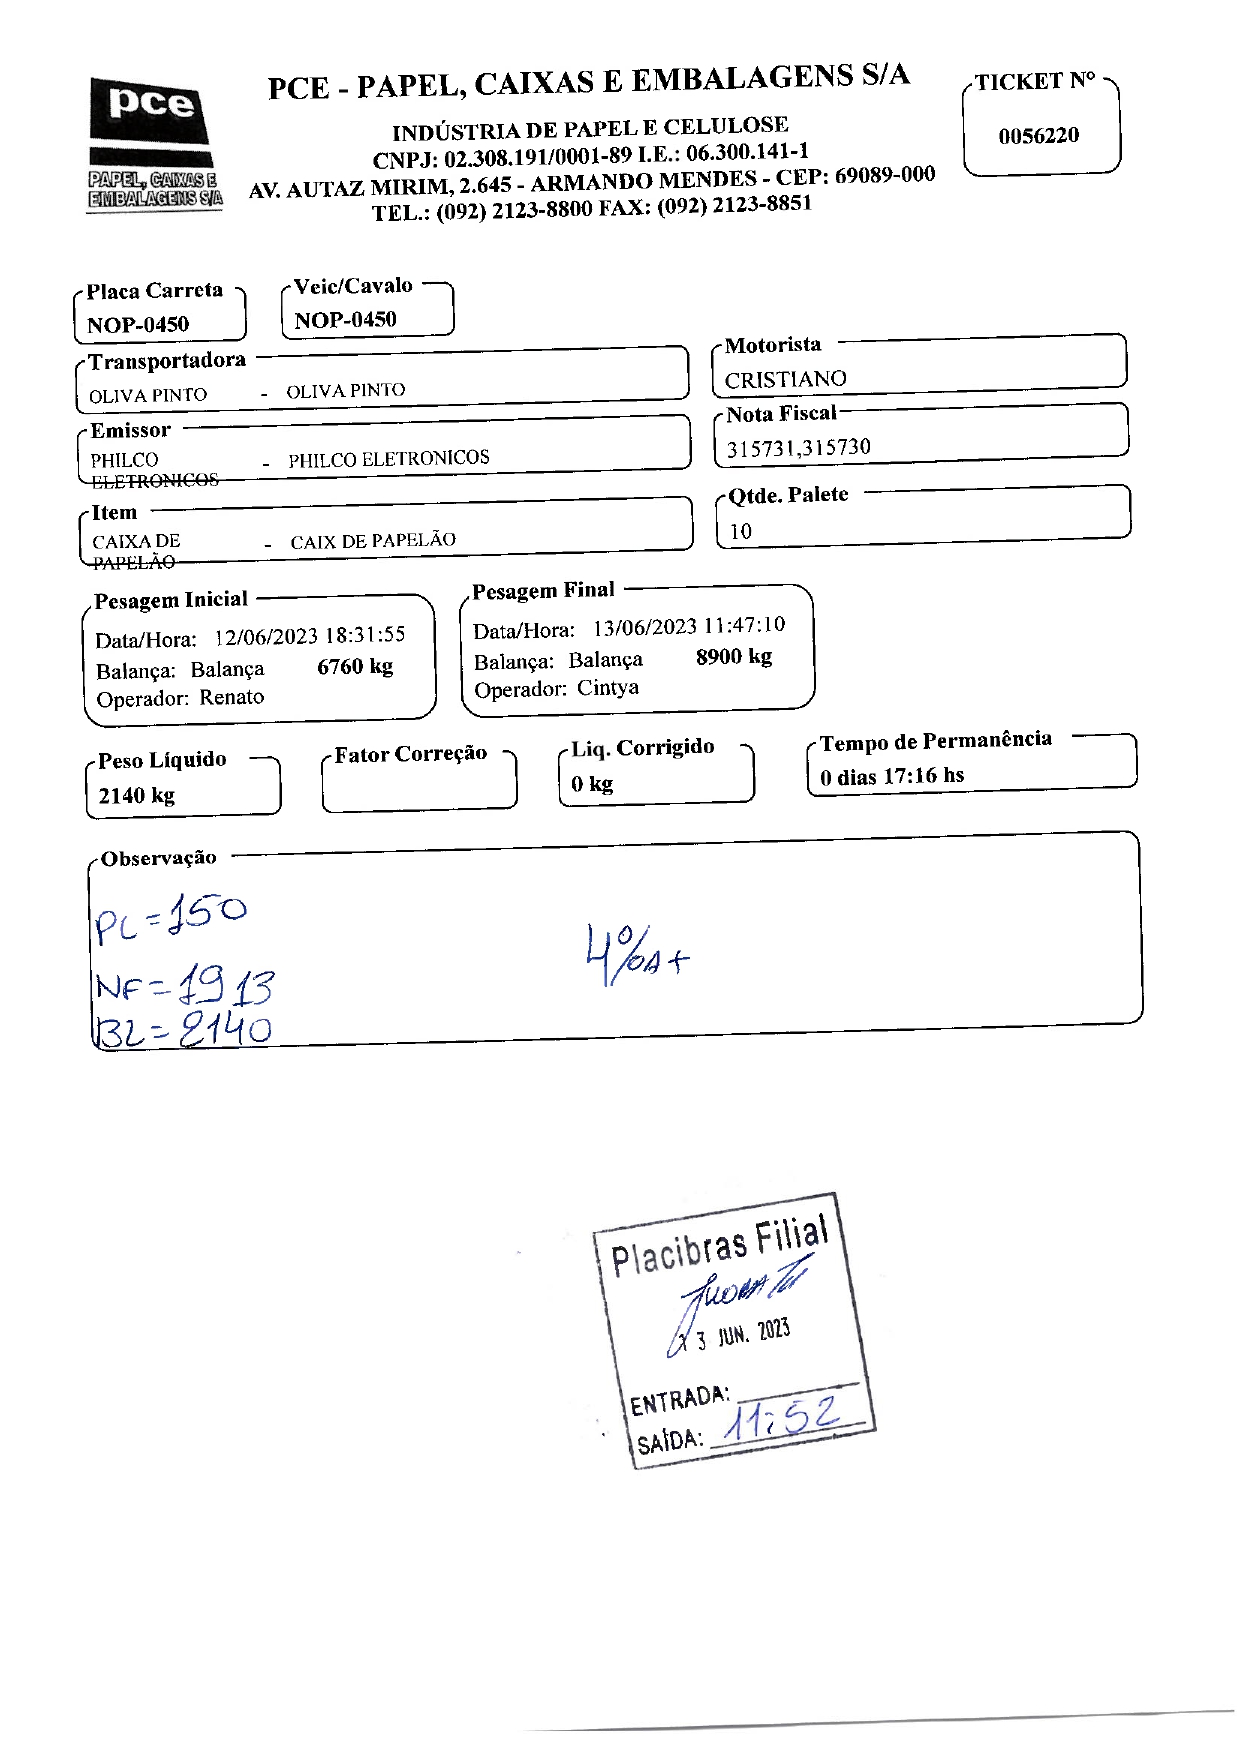 pce
PAPEL, CAIXAS E
EMBALAGENS S/A
PCE - PAPEL, CAIXAS E EMBALAGENS S/A
INDÚSTRIA DE PAPEL E CELULOSE
CNPJ: 02.308.191/0001-89 I.E.: 06.300.141-1
AV. AUTAZ MIRIM, 2.645 - ARMANDO MENDES - CEP: 69089-000
TEL.: (092) 2123-8800 FAX: (092) 2123-8851
TICKET Nº
0056220
Placa Carreta
NOP-0450
Veic/Cavalo
NOP-0450
Transportadora
OLIVA PINTO - OLIVA PINTO
Motorista
CRISTIANO
Emissor
PHILCO - PHILCO ELETRONICOS
ELETRONICOS
Nota Fiscal
315731,315730
Item
CAIXA DE - CAIX DE PAPELÃO
PAPELÃO
Qtde. Palete
10
Pesagem Inicial
Data/Hora: 12/06/2023 18:31:55
Balança: Balança 6760 kg
Operador: Renato
Pesagem Final
Data/Hora: 13/06/2023 11:47:10
Balança: Balança 8900 kg
Operador: Cintya
Peso Líquido
2140 kg
Fator Correção
Liq. Corrigido
0 kg
Tempo de Permanência
0 dias 17:16 hs
Observação
PL=150
NF=1913
BL=2140
4%A+
Placibras Filial
3 JUN. 2023
ENTRADA:
SAÍDA: 11:52